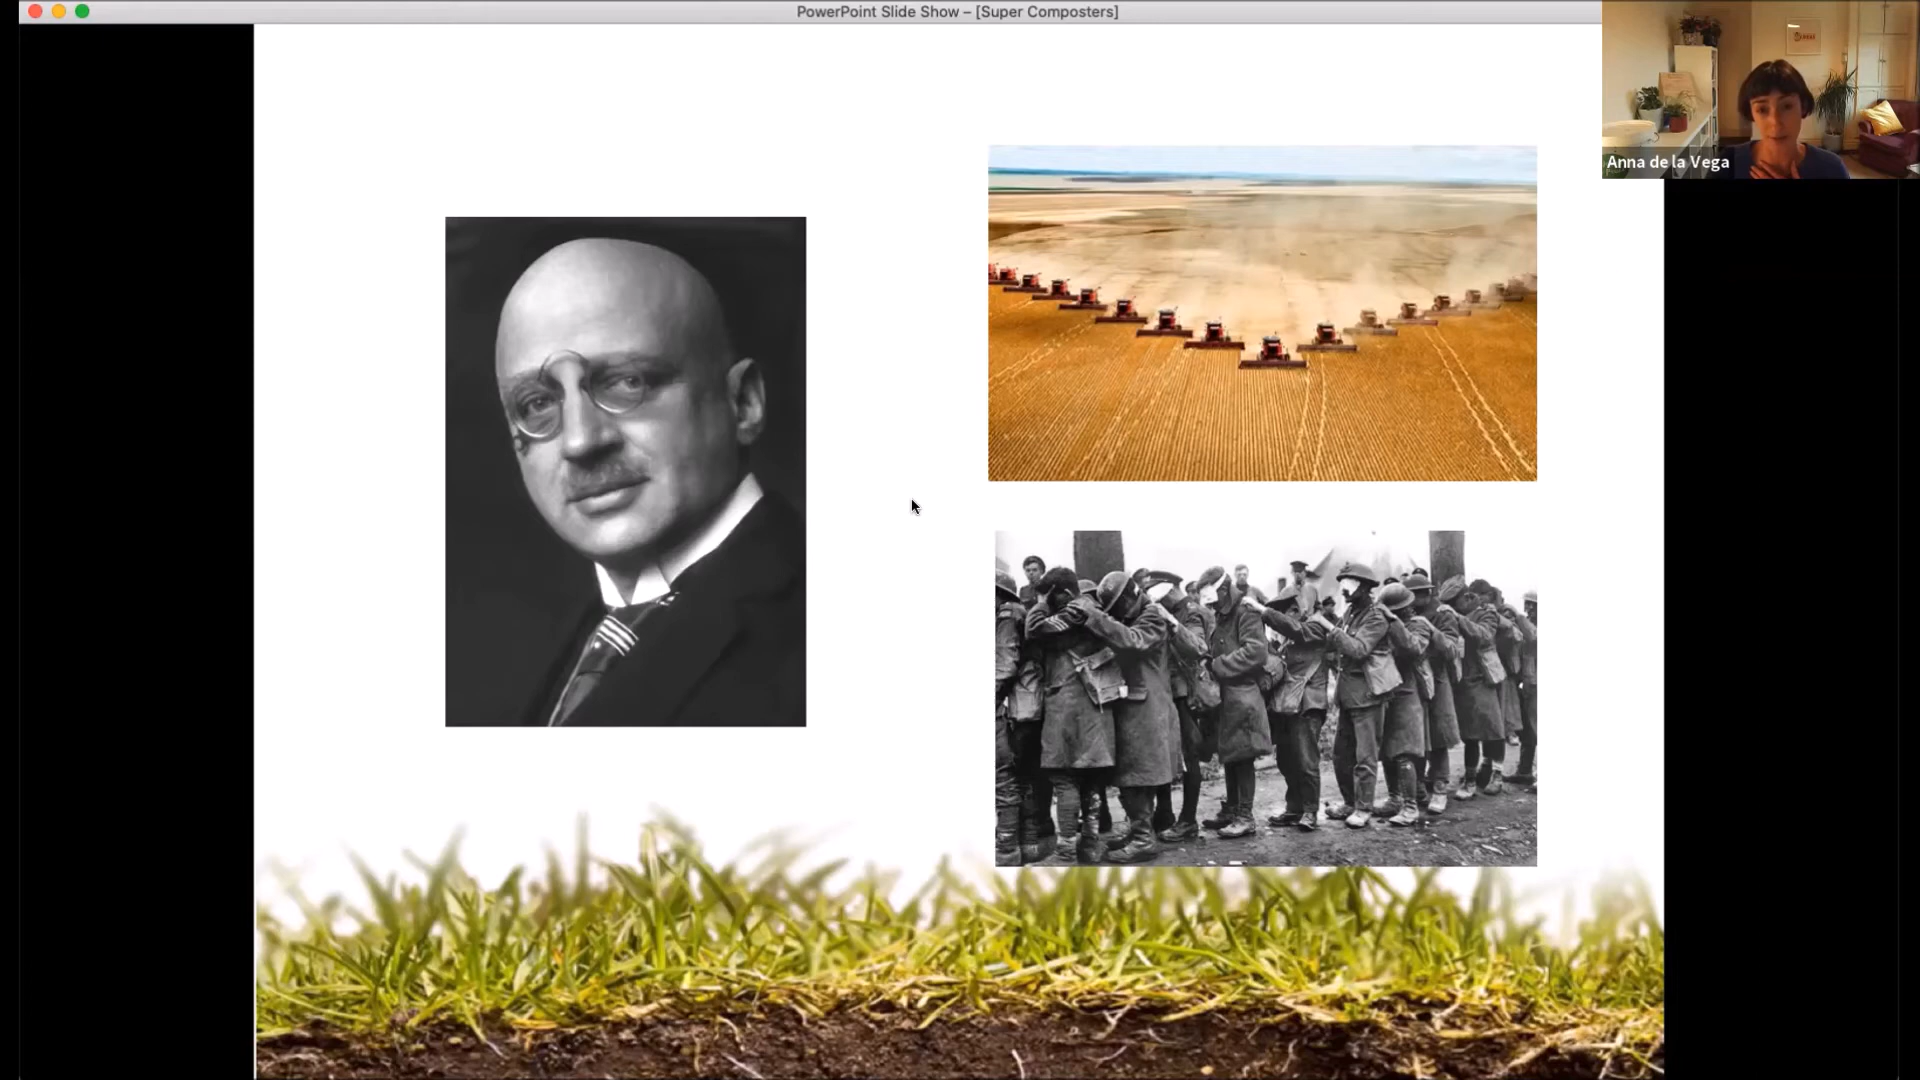 PowerPoint Slide Show – [Super Composters]
Anna de la Vega